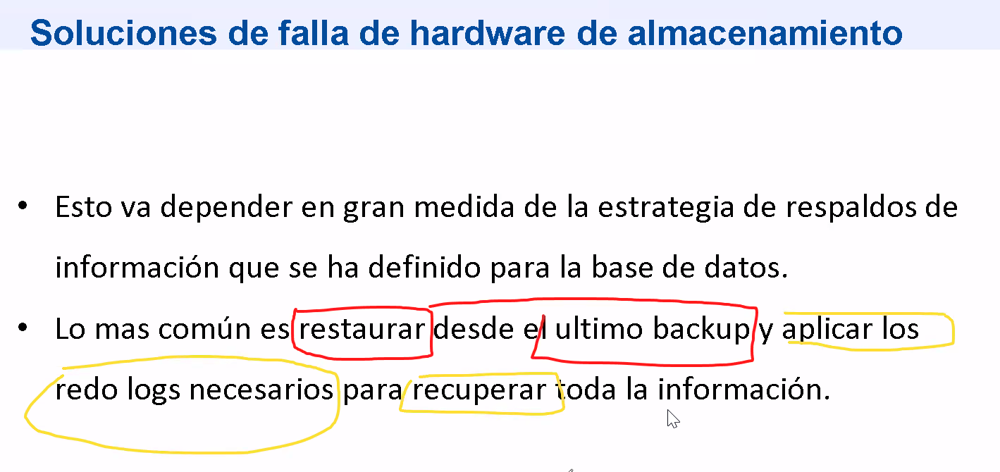 Soluciones de falla de hardware de almacenamiento
• Esto va depender en gran medida de la estrategia de respaldos de
información que se ha definido para la base de datos.
• Lo mas común es restaurar desde el ultimo backup y aplicar los
redo logs necesarios para recuperar toda la información.